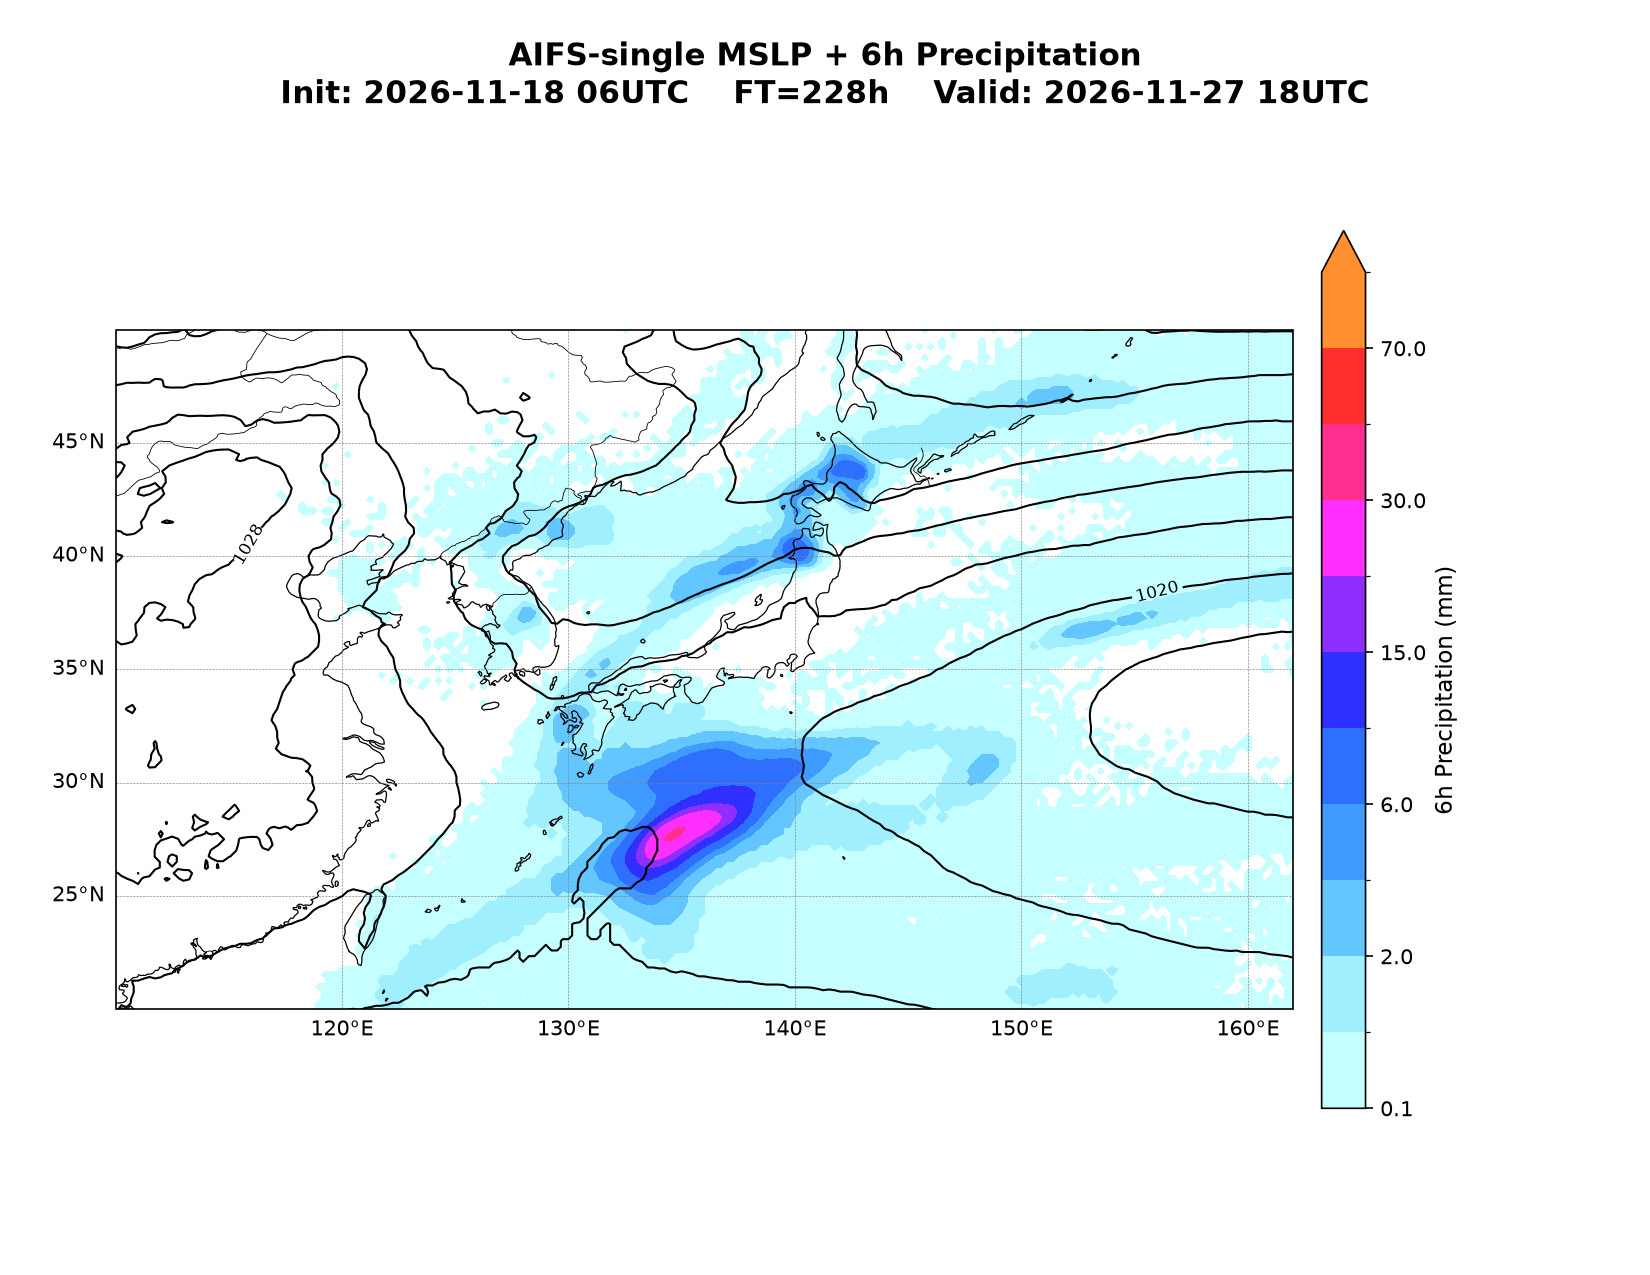 AIFS-single MSLP + 6h Precipitation
Init: 2026-11-18 06UTC    FT=228h    Valid: 2026-11-27 18UTC
70.0
30.0
15.0
6.0
2.0
0.1
6h Precipitation (mm)
45°N
40°N
35°N
30°N
25°N
1028
1020
120°E
130°E
140°E
150°E
160°E